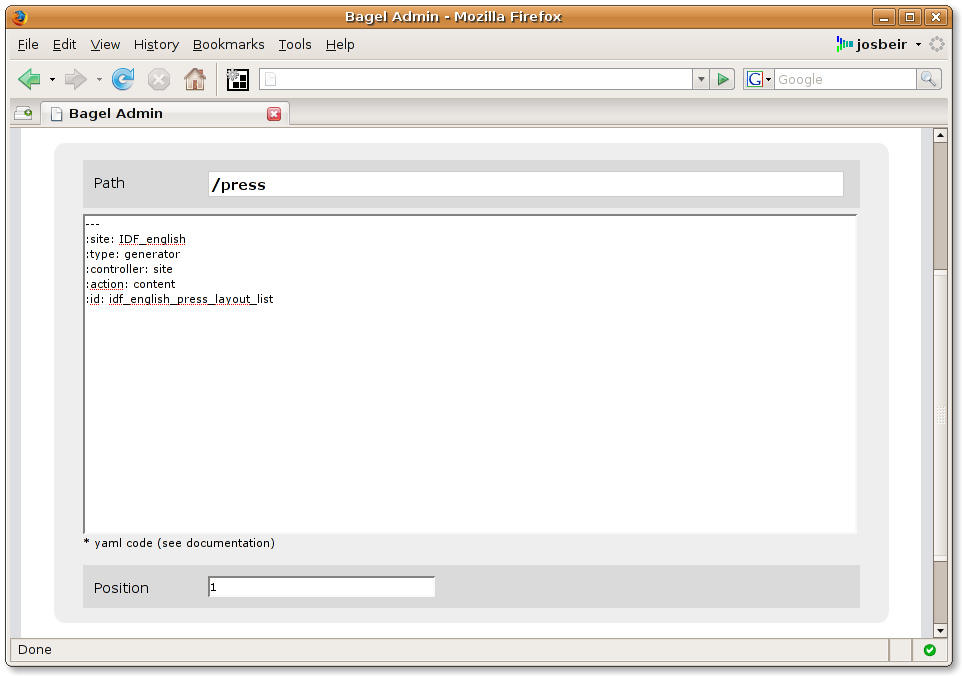 Bagel Admin - Mozilla Firefox
File Edit View History Bookmarks Tools Help josbeir
G Google
Bagel Admin
Path /press
---
:site: IDF_english
:type: generator
:controller: site
:action: content
:id: idf_english_press_layout_list
* yaml code (see documentation)
Position 1
Done